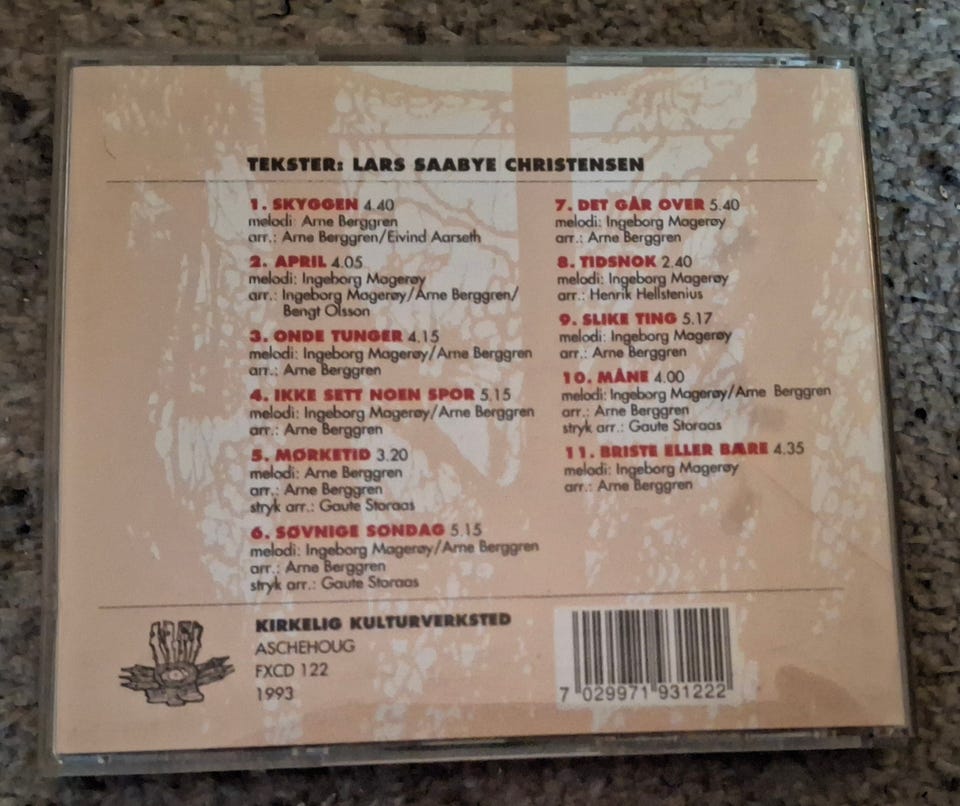 TEKSTER: LARS SAABYE CHRISTENSEN
1. SKYGGEN 4.40
melodi: Arne Berggren
arr.: Arne Berggren/Eivind Aarseth
2. APRIL 4.05
melodi: Ingeborg Magerøy
arr.: Ingeborg Magerøy/Arne Berggren/
Bengt Olsson
3. ONDE TUNGER 4.15
melodi: Ingeborg Magerøy/Arne Berggren
arr.: Arne Berggren
4. IKKE SETT NOEN SPOR 5.15
melodi: Ingeborg Magerøy/Arne Berggren
arr.: Arne Berggren
5. MØRKETID 3.20
melodi: Arne Berggren
arr.: Arne Berggren
stryk arr.: Gaute Storaas
6. SØVNIGE SØNDAG 5.15
melodi: Ingeborg Magerøy/Arne Berggren
arr.: Arne Berggren
stryk arr.: Gaute Storaas
7. DET GÅR OVER 5.40
melodi: Ingeborg Magerøy
arr.: Arne Berggren
8. TIDSNOK 2.40
melodi: Ingeborg Magerøy
arr.: Henrik Hellstenius
9. SLIKE TING 5.17
melodi: Ingeborg Magerøy
arr.: Arne Berggren
10. MÅNE 4.00
melodi: Ingeborg Magerøy/Arne Berggren
arr.: Arne Berggren
stryk arr.: Gaute Storaas
11. BRISTE ELLER BÆRE 4.35
melodi: Ingeborg Magerøy
arr.: Arne Berggren
KIRKELIG KULTURVERKSTED
ASCHEHOUG
FXCD 122
1993
7 029971 931222